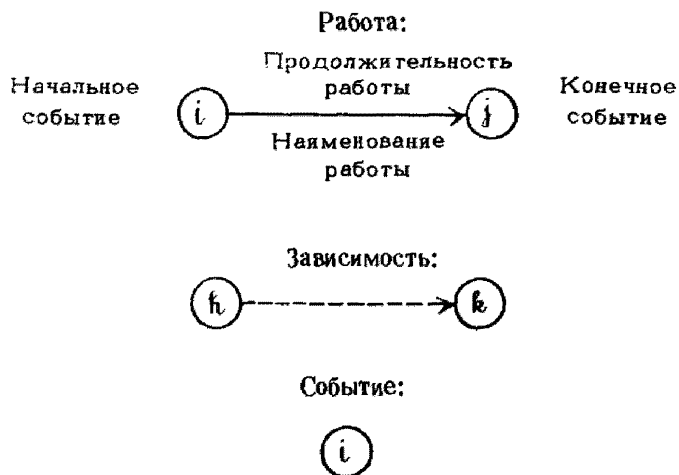 Работа:
Продолжительность
работы
Начальное
событие
i
j
Конечное
событие
Наименование
работы
Зависимость:
h
k
Событие:
i